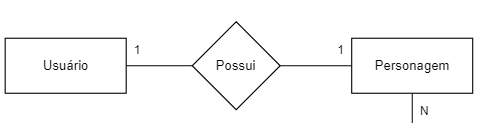 1
1
Usuário
Possui
Personagem
N